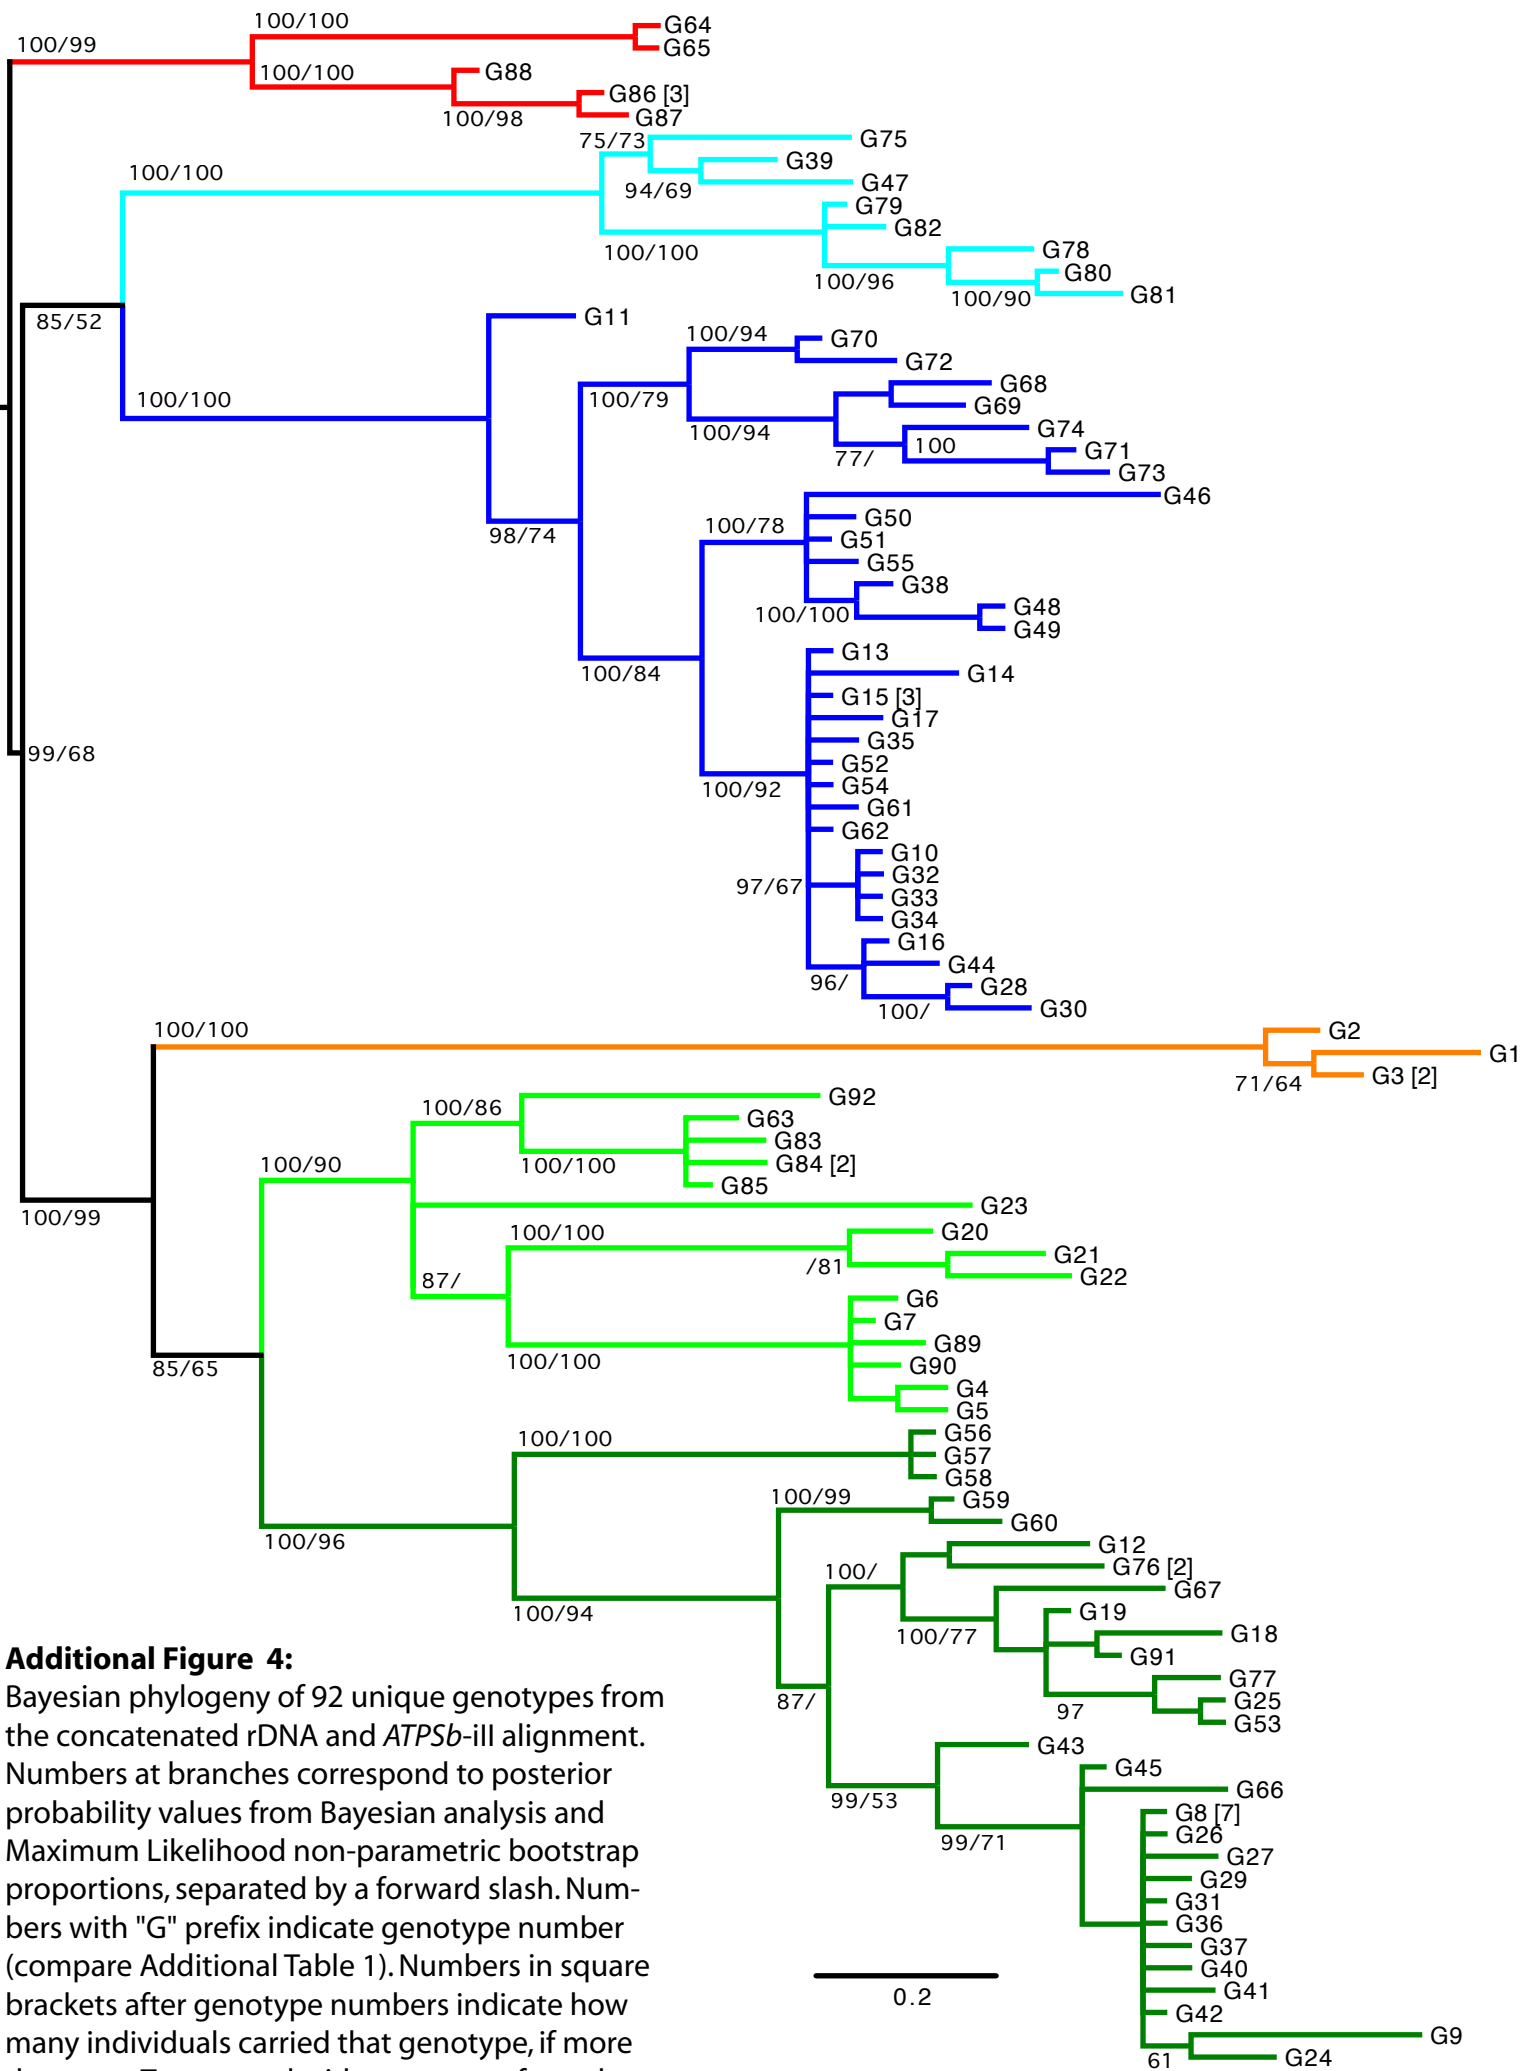 100/100
G64
100/99
G65
100/100
G88
G86 [3]
100/98
G87
75/73
G75
100/100
G39
94/69
G47
G79
G82
100/100
G78
100/96
G80
100/90
G81
85/52
G11
100/94
G70
G72
100/79
G68
100/100
G69
100/94
G74
77/
100
G71
G73
G46
100/78
G50
98/74
G51
G55
G38
100/100
G48
G49
G13
100/84
G14
G15 [3]
G17
G35
99/68
G52
G54
100/92
G61
G62
G10
97/67
G32
G33
G34
G16
G44
96/
G28
100/
G30
100/100
G2
G1
71/64
G3 [2]
G92
100/86
G63
G83
100/90
100/100
G84 [2]
G85
G23
100/99
100/100
G20
G21
/81
87/
G22
G6
G7
G89
100/100
85/65
G90
G4
G5
G56
100/100
G57
G58
100/99
G59
G60
100/96
G12
100/
G76 [2]
G67
100/94
G19
100/77
G18
G91
G77
87/
97
G25
G53
G43
G45
99/53
G66
G8 [7]
G26
99/71
G27
G29
G31
G36
G37
G40
G41
G42
G9
61
G24
0.2
Additional Figure 4:
Bayesian phylogeny of 92 unique genotypes from
the concatenated rDNA and ATPSb-iII alignment.
Numbers at branches correspond to posterior
probability values from Bayesian analysis and
Maximum Likelihood non-parametric bootstrap
proportions, separated by a forward slash. Num-
bers with "G" prefix indicate genotype number
(compare Additional Table 1). Numbers in square
brackets after genotype numbers indicate how
many individuals carried that genotype, if more